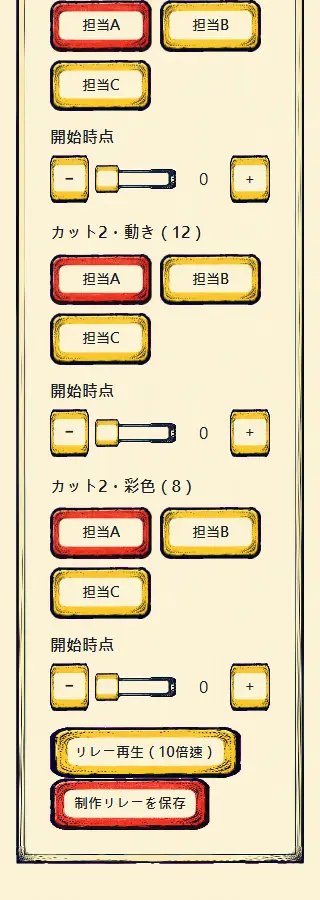 担当A 担当B
担当C
開始時点
− 0 +
カット2・動き(12)
担当A 担当B
担当C
開始時点
− 0 +
カット2・彩色(8)
担当A 担当B
担当C
開始時点
− 0 +
リレー再生(10倍速)
制作リレーを保存